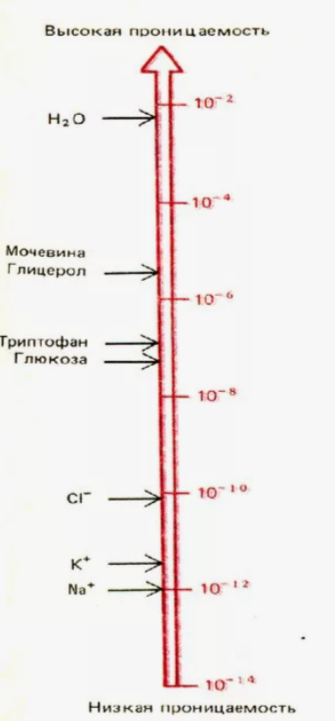 Высокая проницаемость
10⁻²
H₂O
10⁻⁴
Мочевина
Глицерол
10⁻⁶
Триптофан
Глюкоза
10⁻⁸
Cl⁻
10⁻¹⁰
K⁺
Na⁺
10⁻¹²
10⁻¹⁴
Низкая проницаемость